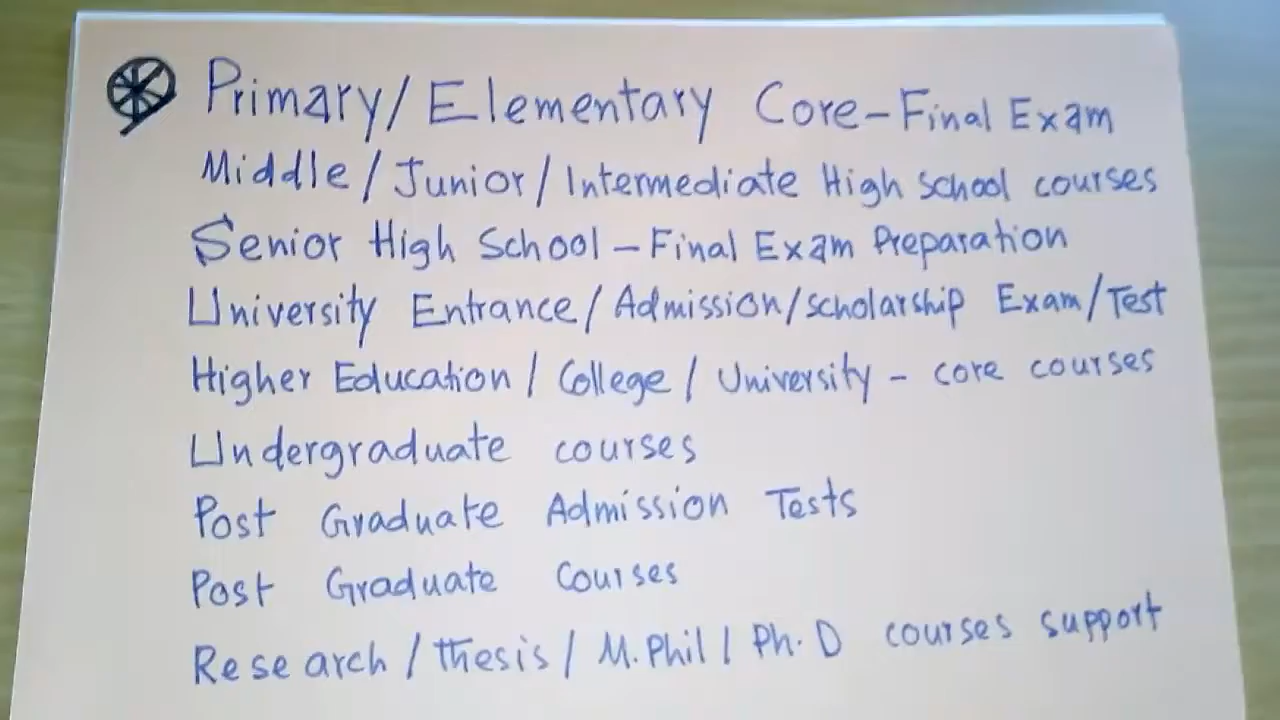 Primary/Elementary Core-Final Exam
Middle/Junior/Intermediate High School courses
Senior High School - Final Exam Preparation
University Entrance/Admission/scholarship Exam/Test
Higher Education/College/University - core courses
Undergraduate courses
Post Graduate Admission Tests
Post Graduate Courses
Research/thesis/M.Phil/Ph.D courses support